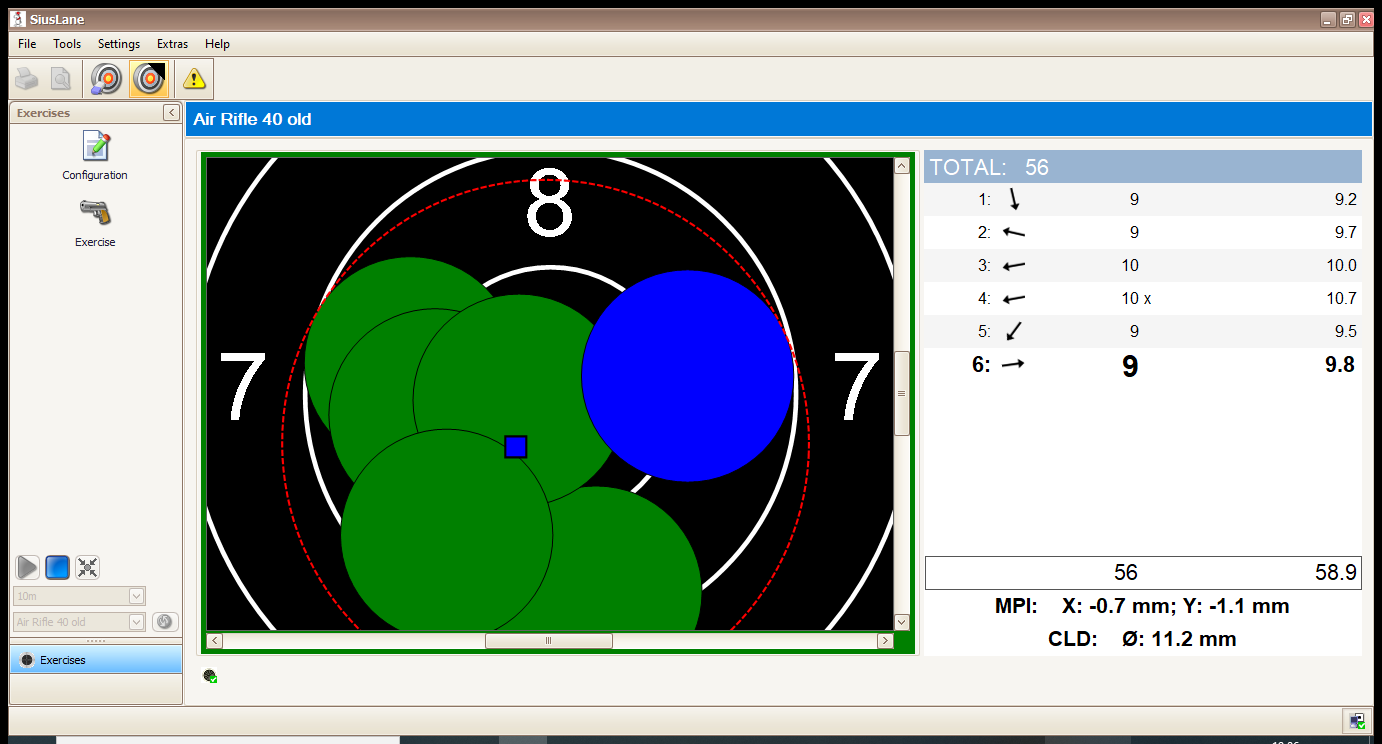 SiusLane
File Tools Settings Extras Help
Exercises
Configuration
Exercise
10m
Air Rifle 40 old
Exercises
Air Rifle 40 old
8
7 7
TOTAL: 56
1: 9 9.2
2: 9 9.7
3: 10 10.0
4: 10 x 10.7
5: 9 9.5
6: 9 9.8
56 58.9
MPI: X: -0.7 mm; Y: -1.1 mm
CLD: Ø: 11.2 mm